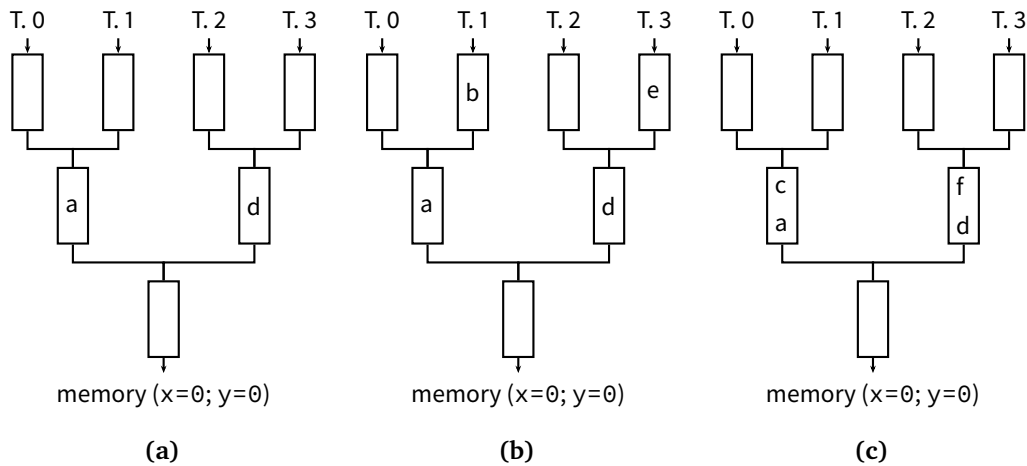 T. 0 T. 1 T. 2 T. 3 T. 0 T. 1 T. 2 T. 3 T. 0 T. 1 T. 2 T. 3
b e
a d a d c a f d
memory (x=0; y=0) memory (x=0; y=0) memory (x=0; y=0)
(a) (b) (c)